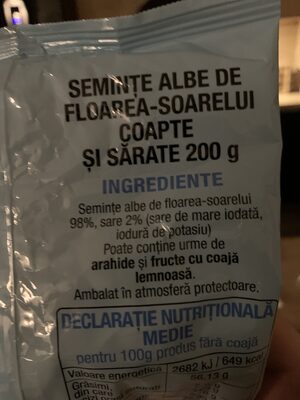 SEMINȚE ALBE DE
FLOAREA-SOARELUI
COAPTE
ȘI SĂRATE 200 g
INGREDIENTE
Semințe albe de floarea-soarelui
98%, sare 2% (sare de mare iodată,
iodură de potasiu)
Poate conține urme de
arahide și fructe cu coajă
lemnoasă.
Ambalat în atmosferă protectoare.
DECLARAȚIE NUTRIȚIONALĂ
MEDIE
pentru 100g produs fără coajă
Valoare energetică 2682 kJ / 649 kcal
Grăsimi 56,13 g
din care